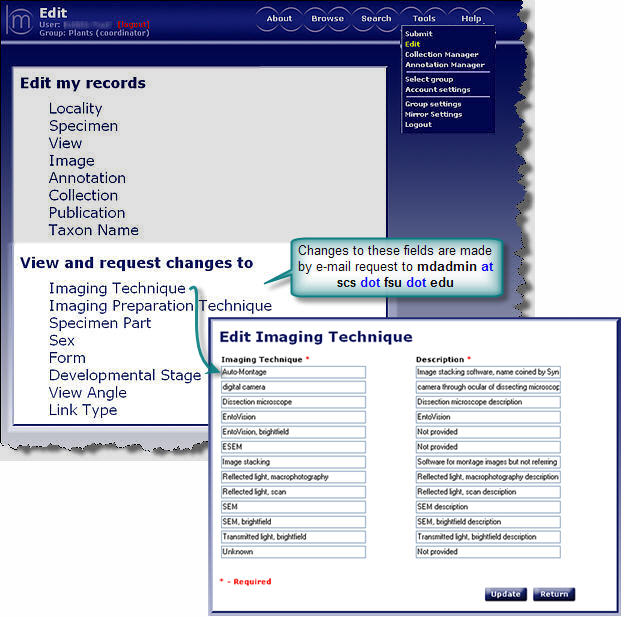 m
Edit
User: [Logout]
Group: Plants (coordinator)
About
Browse
Search
Tools
Help
Submit
Edit
Collection Manager
Annotation Manager
Select group
Account settings
Group settings
Mirror Settings
Logout
Edit my records
Locality
Specimen
View
Image
Annotation
Collection
Publication
Taxon Name
View and request changes to
Imaging Technique
Imaging Preparation Technique
Specimen Part
Sex
Form
Developmental Stage
View Angle
Link Type
Changes to these fields are made
by e-mail request to mdadmin at
scs dot fsu dot edu
Edit Imaging Technique
Imaging Technique * Description *
Auto-Montage Image stacking software, name coined by Syn
digital camera camera through ocular of dissecting microscop
Dissection microscope Dissection microscope description
EntoVision EntoVision
EntoVision, brightfield Not provided
ESEM Not provided
Image stacking Software for montage images but not referring
Reflected light, macrophotography Reflected light, macrophotography description
Reflected light, scan Reflected light, scan description
SEM SEM description
SEM, brightfield SEM, brightfield description
Transmitted light, brightfield Transmitted light, brightfield description
Unknown Not provided
* - Required
Update Return